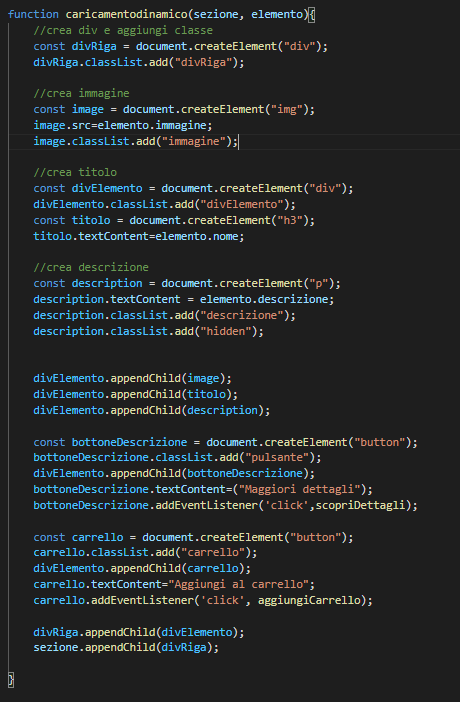 function caricamentodinamico(sezione, elemento){
//crea div e aggiungi classe
const divRiga = document.createElement("div");
divRiga.classList.add("divRiga");
//crea immagine
const image = document.createElement("img");
image.src=elemento.immagine;
image.classList.add("immagine");
//crea titolo
const divElemento = document.createElement("div");
divElemento.classList.add("divElemento");
const titolo = document.createElement("h3");
titolo.textContent=elemento.nome;
//crea descrizione
const description = document.createElement("p");
description.textContent = elemento.descrizione;
description.classList.add("descrizione");
description.classList.add("hidden");
divElemento.appendChild(image);
divElemento.appendChild(titolo);
divElemento.appendChild(description);
const bottoneDescrizione = document.createElement("button");
bottoneDescrizione.classList.add("pulsante");
divElemento.appendChild(bottoneDescrizione);
bottoneDescrizione.textContent=("Maggiori dettagli");
bottoneDescrizione.addEventListener('click',scopriDettagli);
const carrello = document.createElement("button");
carrello.classList.add("carrello");
divElemento.appendChild(carrello);
carrello.textContent="Aggiungi al carrello";
carrello.addEventListener('click', aggiungiCarrello);
divRiga.appendChild(divElemento);
sezione.appendChild(divRiga);
}